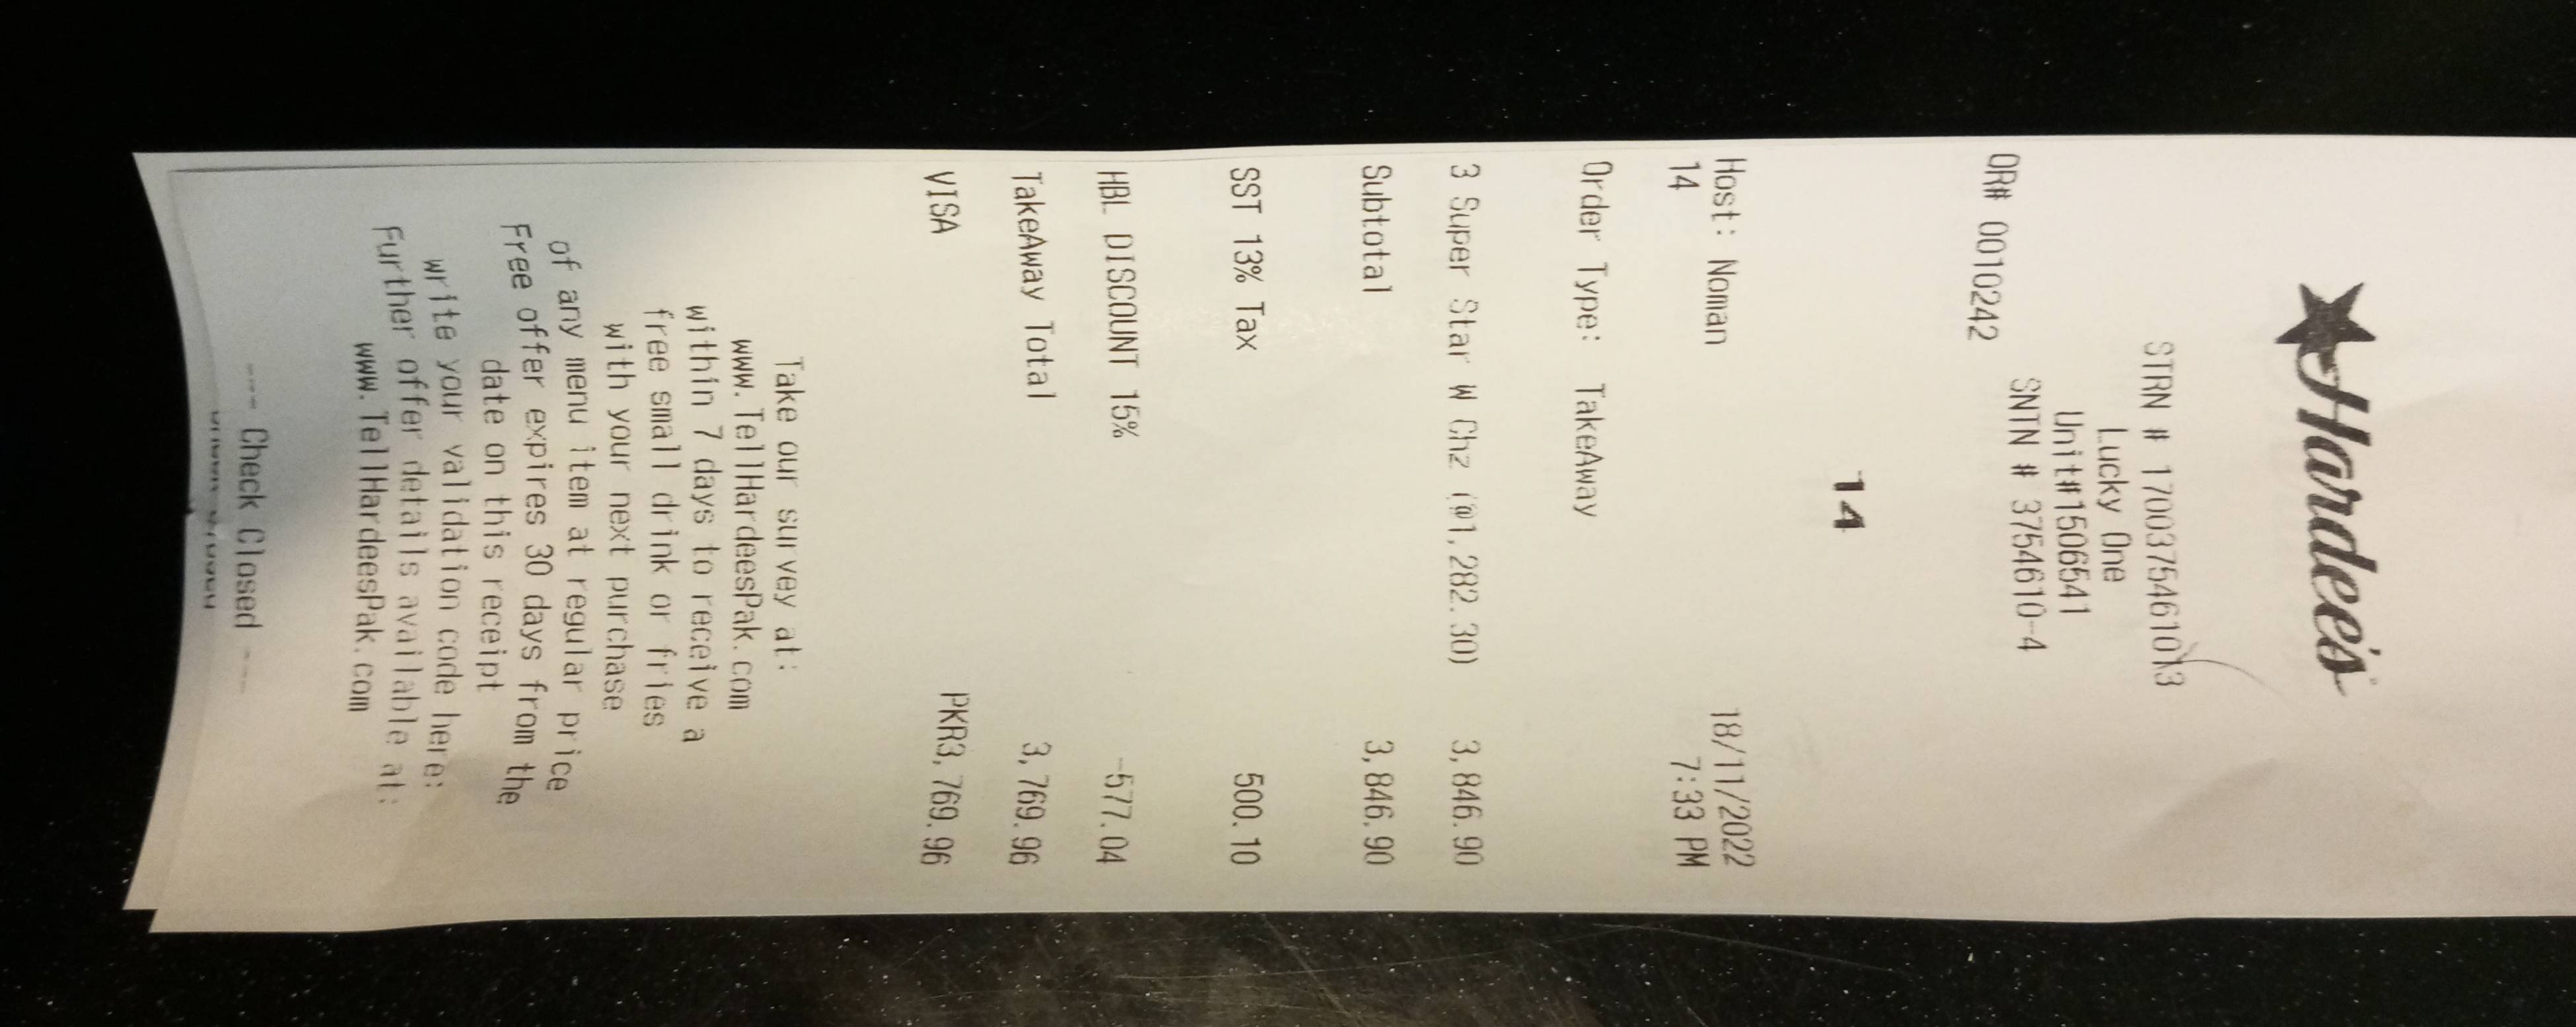 Hardee's
STRN # 1700375461013
Lucky One
Unit#1506541
SNTN # 3754610-4
OR# 0010242
14
Host: Noman 18/11/2022
14 7:33 PM
Order Type: TakeAway
3 Super Star W Chz (@1,282.30) 3,846.90
Subtotal 3,846.90
SST 13% Tax 500.10
HBL DISCOUNT 15% -577.04
TakeAway Total 3,769.96
VISA PKR3,769.96
Take our survey at:
www.TellHardeesPak.com
within 7 days to receive a
free small drink or fries
with your next purchase
of any menu item at regular price
Free offer expires 30 days from the
date on this receipt
write your validation code here:
Further offer details available at:
www.TellHardeesPak.com
--- Check Closed ---